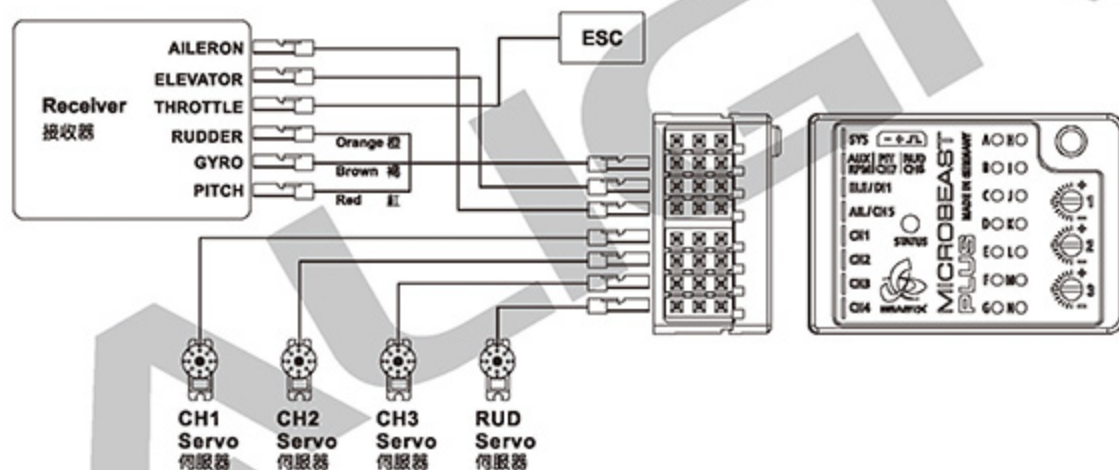 Receiver
接收器
AILERON
ELEVATOR
THROTTLE
RUDDER
GYRO
PITCH
Orange 橙
Brown 褐
Red 紅
ESC
SYS
AUX PIT RUD
RPM CH7 CH6
ELE/DI1
AIL/CH5
CH1
CH2
CH3
CH4
STATUS
MICROBEAST
PLUS
MADE IN GERMANY
A H
B I
C J
D K
E L
F M
G N
1
2
3
CH1
Servo
伺服器
CH2
Servo
伺服器
CH3
Servo
伺服器
RUD
Servo
伺服器